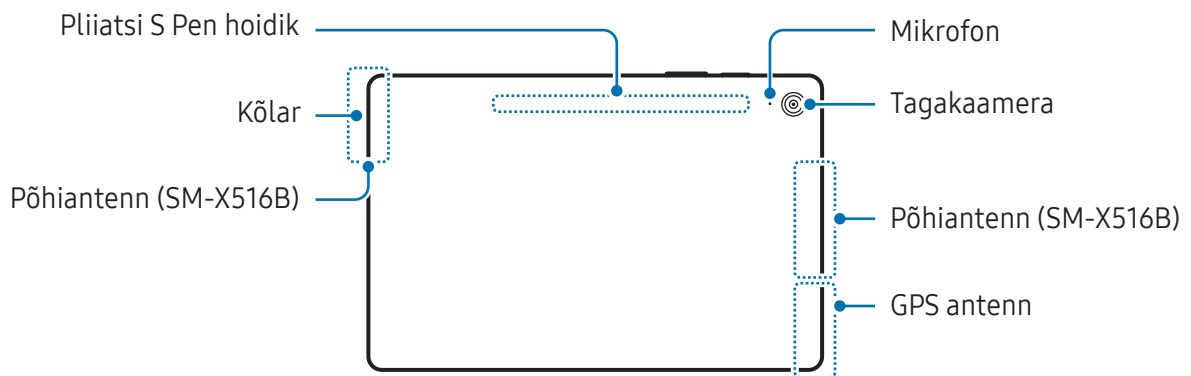 Pliiatsi S Pen hoidik
Kõlar
Põhiantenn (SM-X516B)
Mikrofon
Tagakaamera
Põhiantenn (SM-X516B)
GPS antenn